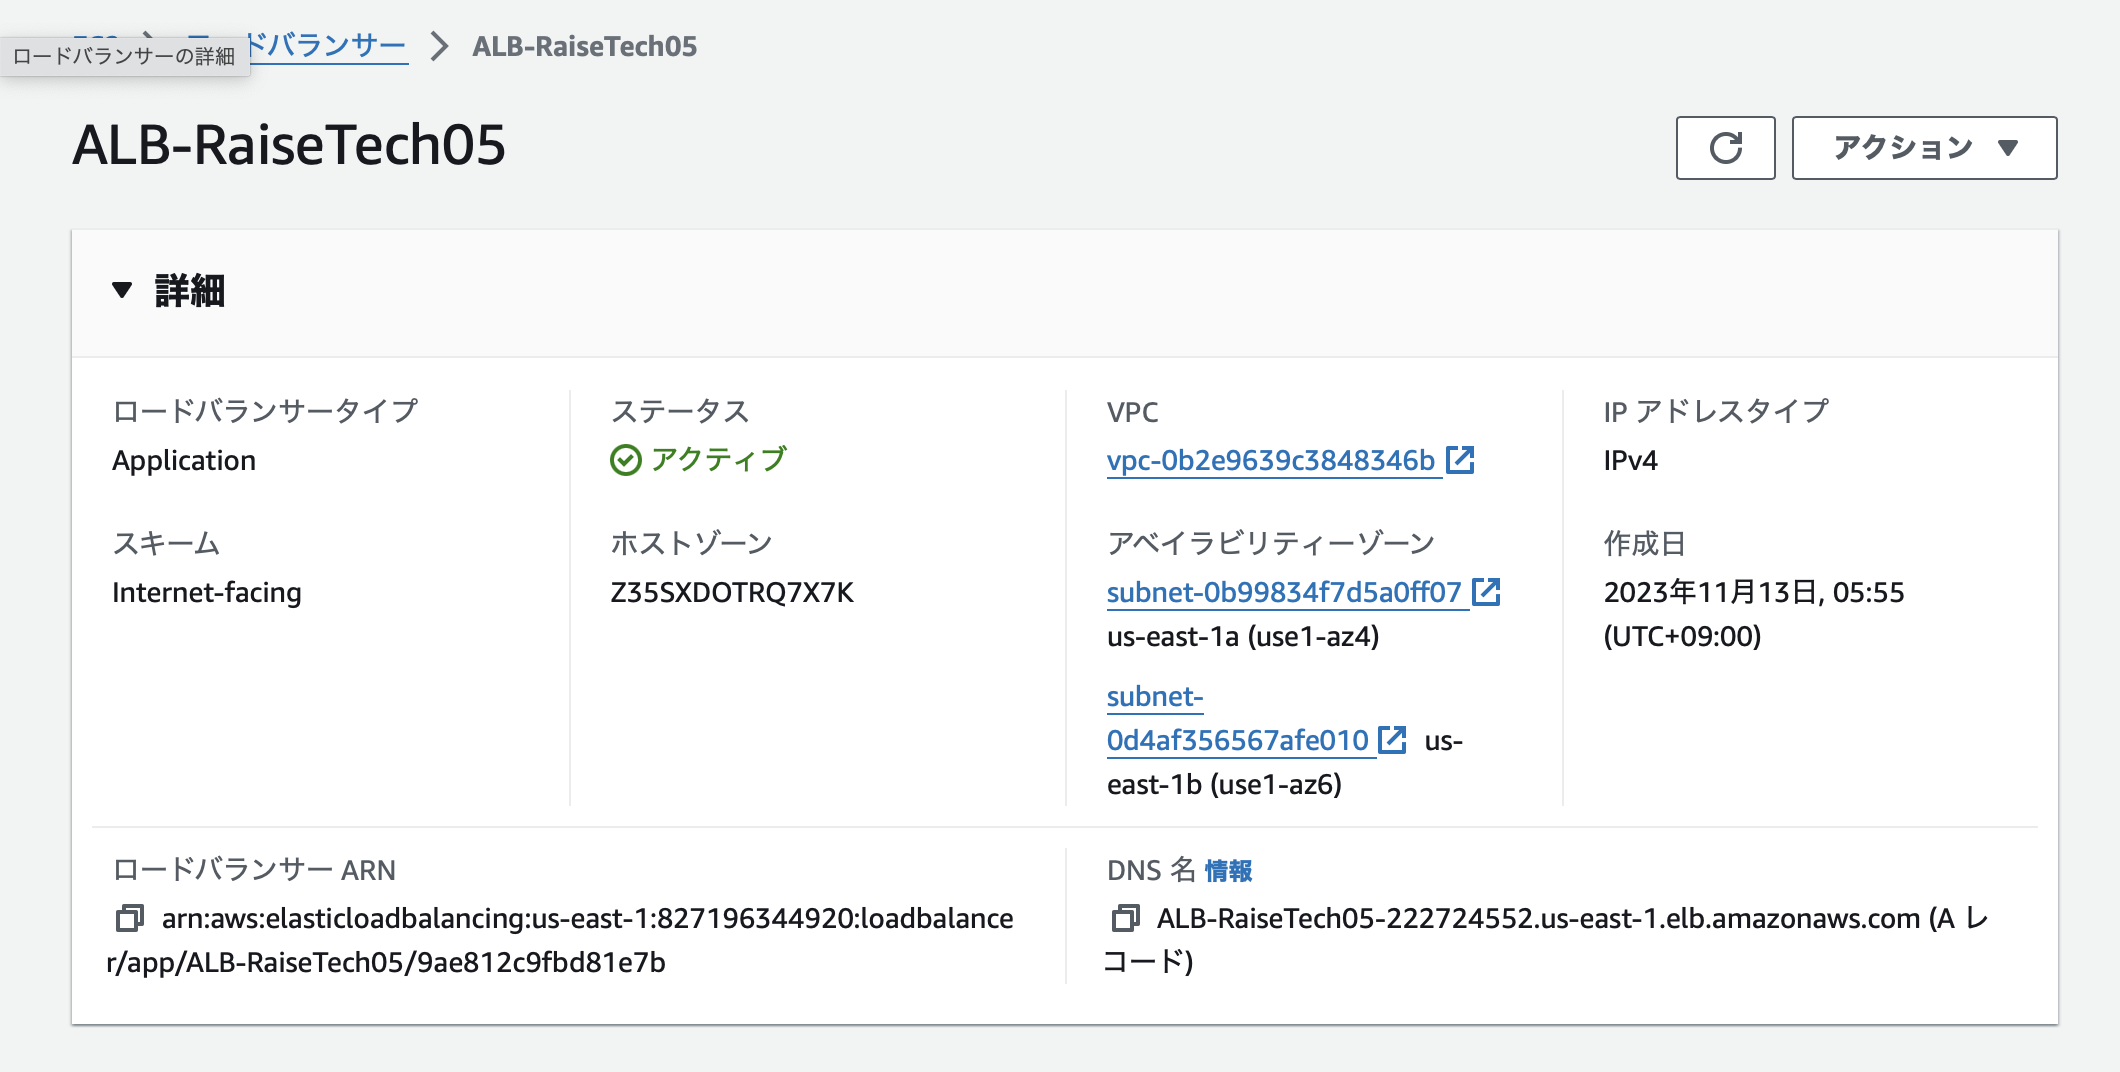 ロードバランサーの詳細
ドバランサー
ALB-RaiseTech05
ALB-RaiseTech05
アクション
詳細
ロードバランサータイプ
Application
ステータス
アクティブ
VPC
vpc-0b2e9639c3848346b
IP アドレスタイプ
IPv4
スキーム
Internet-facing
ホストゾーン
Z35SXDOTRQ7X7K
アベイラビリティーゾーン
subnet-0b99834f7d5a0ff07
us-east-1a (use1-az4)
subnet-
0d4af356567afe010 us-
east-1b (use1-az6)
作成日
2023年11月13日, 05:55
(UTC+09:00)
ロードバランサー ARN
arn:aws:elasticloadbalancing:us-east-1:827196344920:loadbalance
r/app/ALB-RaiseTech05/9ae812c9fbd81e7b
DNS 名 情報
ALB-RaiseTech05-222724552.us-east-1.elb.amazonaws.com (A レ
コード)